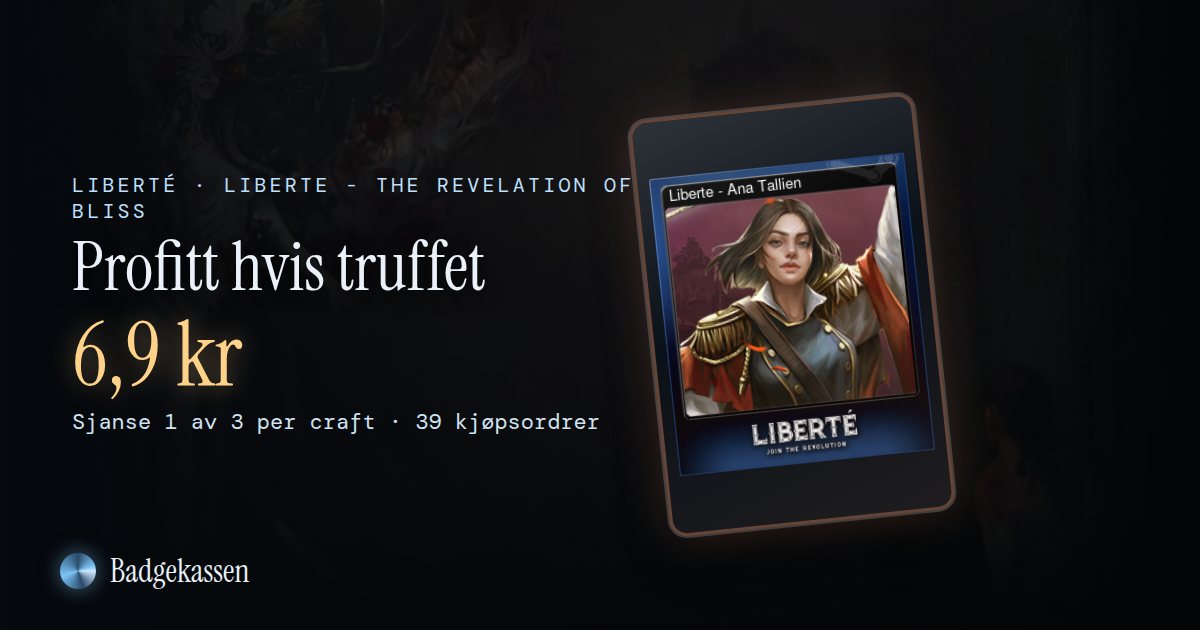 LIBERTÉ · LIBERTE - THE REVELATION OF
BLISS
Profitt hvis truffet
6,9 kr
Sjanse 1 av 3 per craft · 39 kjøpsordrer
Badgekassen
Liberte - Ana Tallien
LIBERTÉ
JOIN THE REVOLUTION